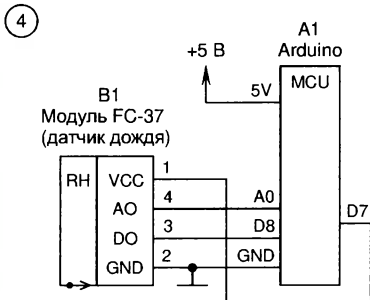 4
A1
Arduino
+5 В
5V
MCU
B1
Модуль FC-37
(датчик дождя)
RH
VCC
1
AO
4
A0
D7
DO
3
D8
GND
2
GND